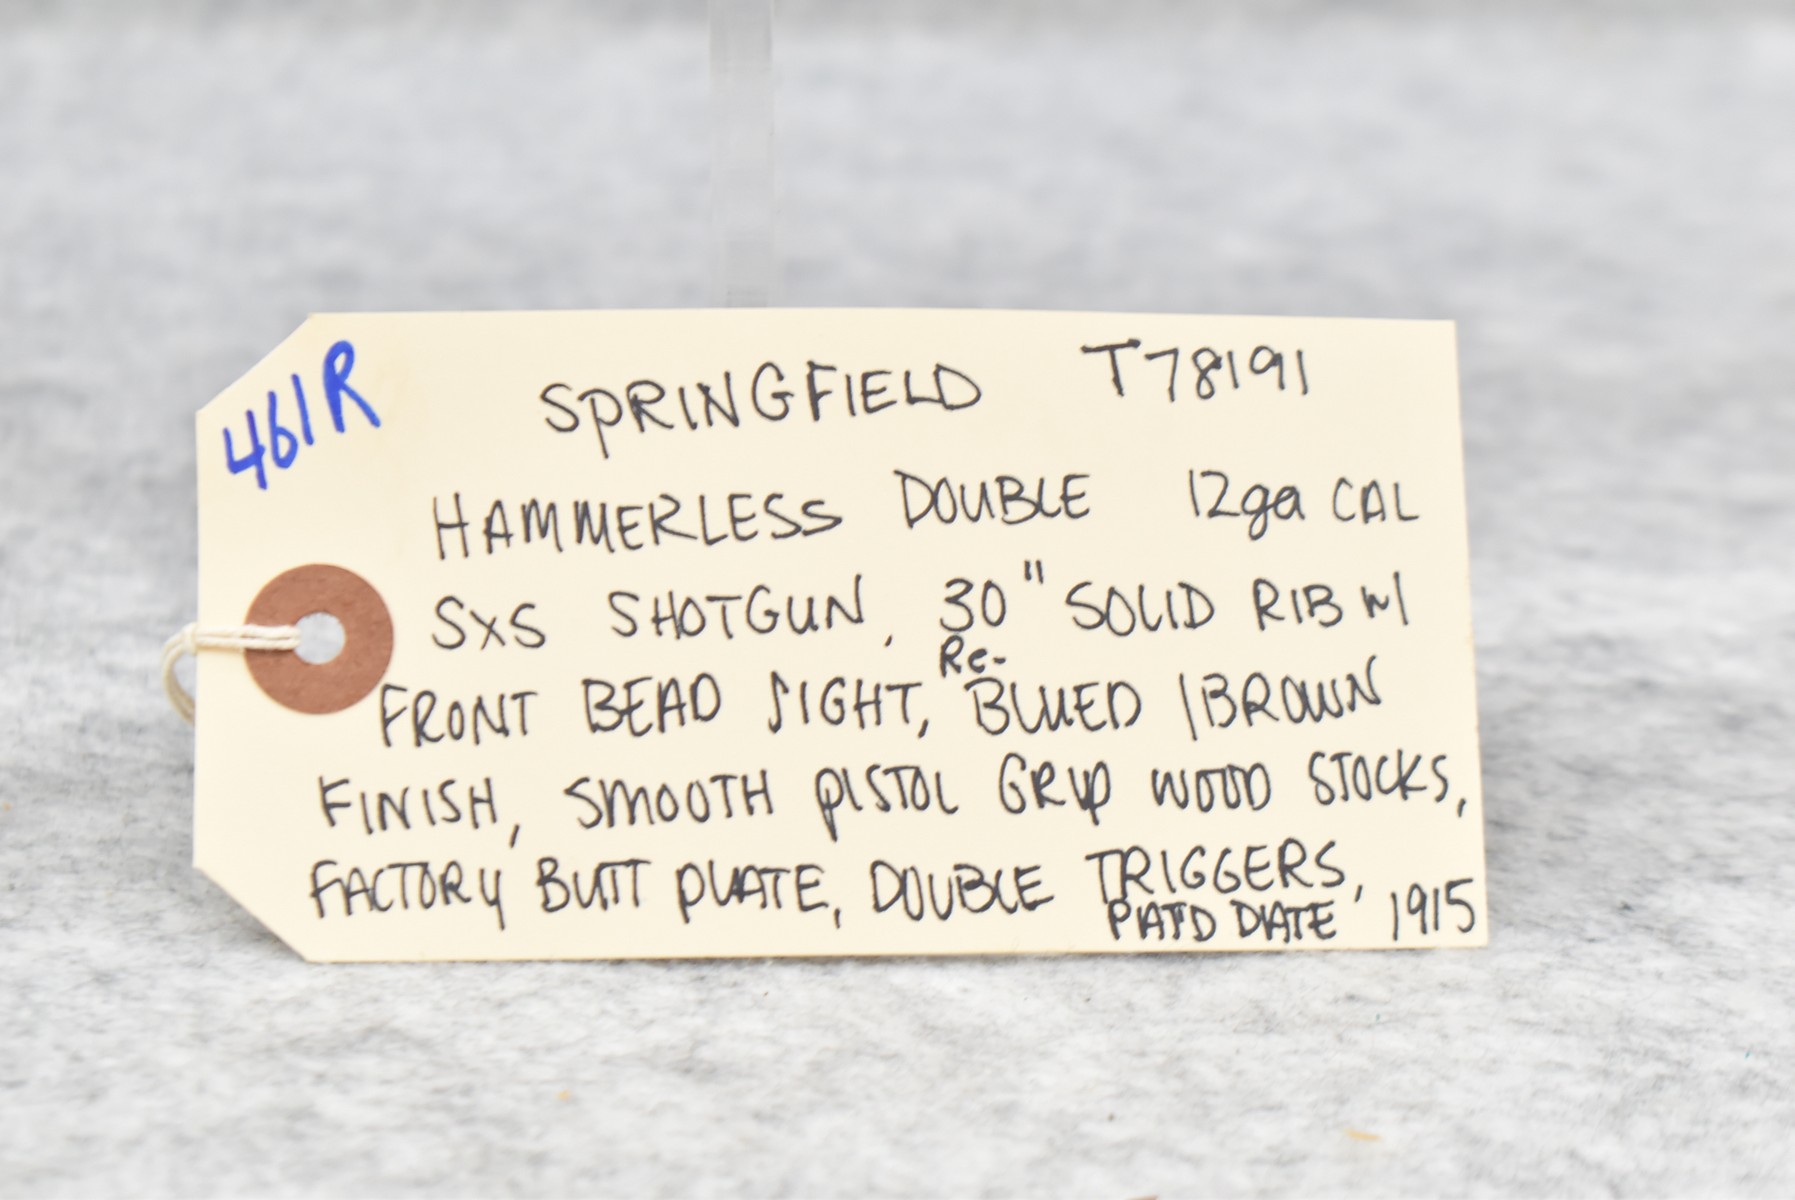 461R
SPRINGFIELD T78191
HAMMERLESS DOUBLE 12ga CAL
SXS SHOTGUN, 30" SOLID RIB w/
FRONT BEAD SIGHT, Re-BLUED /BROWN
FINISH, SMOOTH PISTOL GRIP WOOD STOCKS,
FACTORY BUTT PLATE, DOUBLE TRIGGERS,
PAT'D DATE 1915